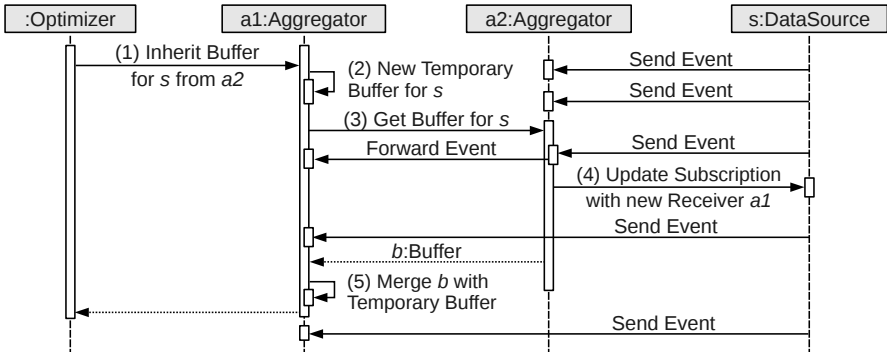 :Optimizer
a1:Aggregator
a2:Aggregator
s:DataSource
(1) Inherit Buffer
for s from a2
(2) New Temporary
Buffer for s
Send Event
Send Event
(3) Get Buffer for s
Send Event
Forward Event
(4) Update Subscription
with new Receiver a1
Send Event
b:Buffer
(5) Merge b with
Temporary Buffer
Send Event